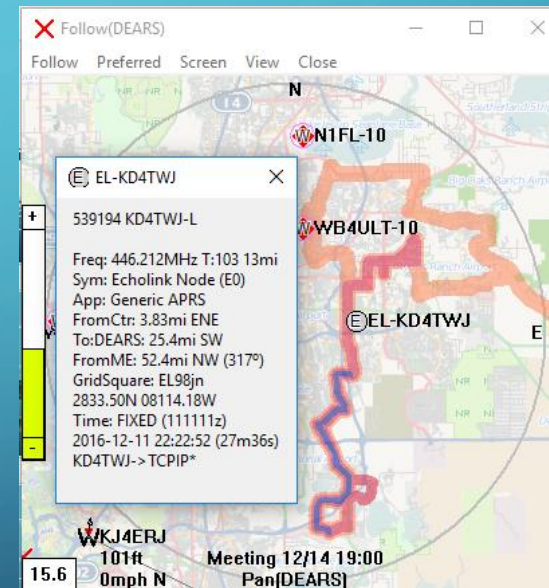 Follow(DEARS)
Follow Preferred Screen View Close
14
N
N1FL-10
EL-KD4TWJ
539194 KD4TWJ-L
Freq: 446.212MHz T:103 13mi
Sym: Echolink Node (E0)
App: Generic APRS
FromCtr: 3.83mi ENE
To:DEARS: 25.4mi SW
FromME: 52.4mi NW (317º)
GridSquare: EL98jn
2833.50N 08114.18W
Time: FIXED (111111z)
2016-12-11 22:22:52 (27m36s)
KD4TWJ->TCPIP*
+
-
WB4ULT-10
EL-KD4TWJ
E
KJ4ERJ
101ft
0mph N
15.6
Meeting 12/14 19:00
Pan(DEARS)